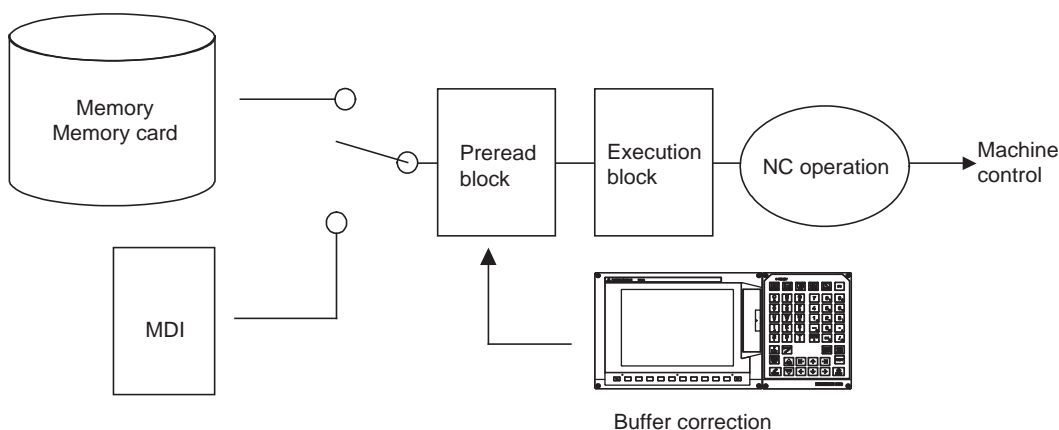 Memory
Memory card
Preread
block
Execution
block
NC operation
Machine
control
MDI
Buffer correction